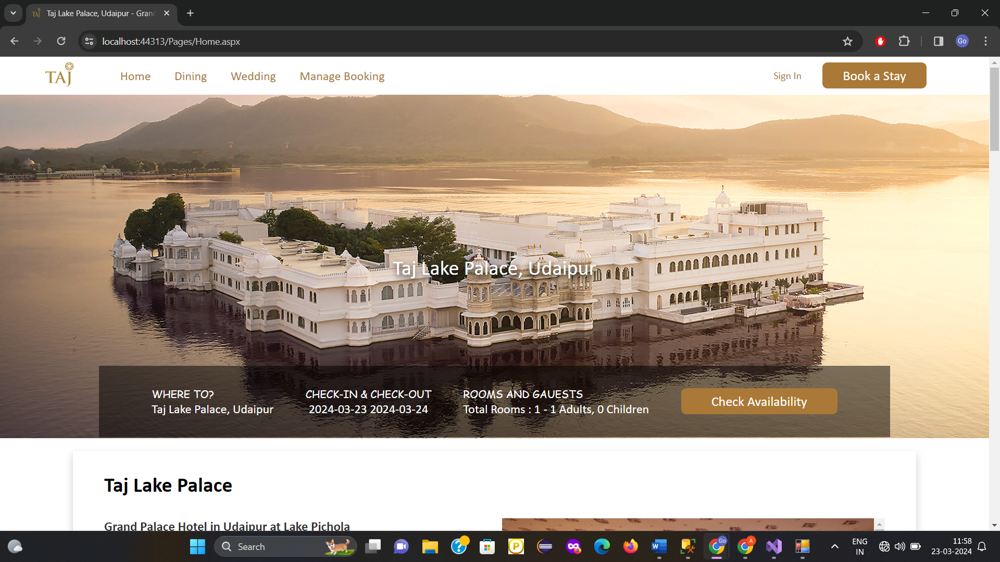 Taj Lake Palace, Udaipur - Gran
localhost:44313/Pages/Home.aspx
Go
TAJ
Home Dining Wedding Manage Booking
Sign In
Book a Stay
Taj Lake Palace, Udaipur
WHERE TO?
Taj Lake Palace, Udaipur
CHECK-IN & CHECK-OUT
2024-03-23 2024-03-24
ROOMS AND GAUESTS
Total Rooms : 1 - 1 Adults, 0 Children
Check Availability
Taj Lake Palace
Grand Palace Hotel in Udaipur at Lake Pichola
Search
ENG
IN
11:58
23-03-2024